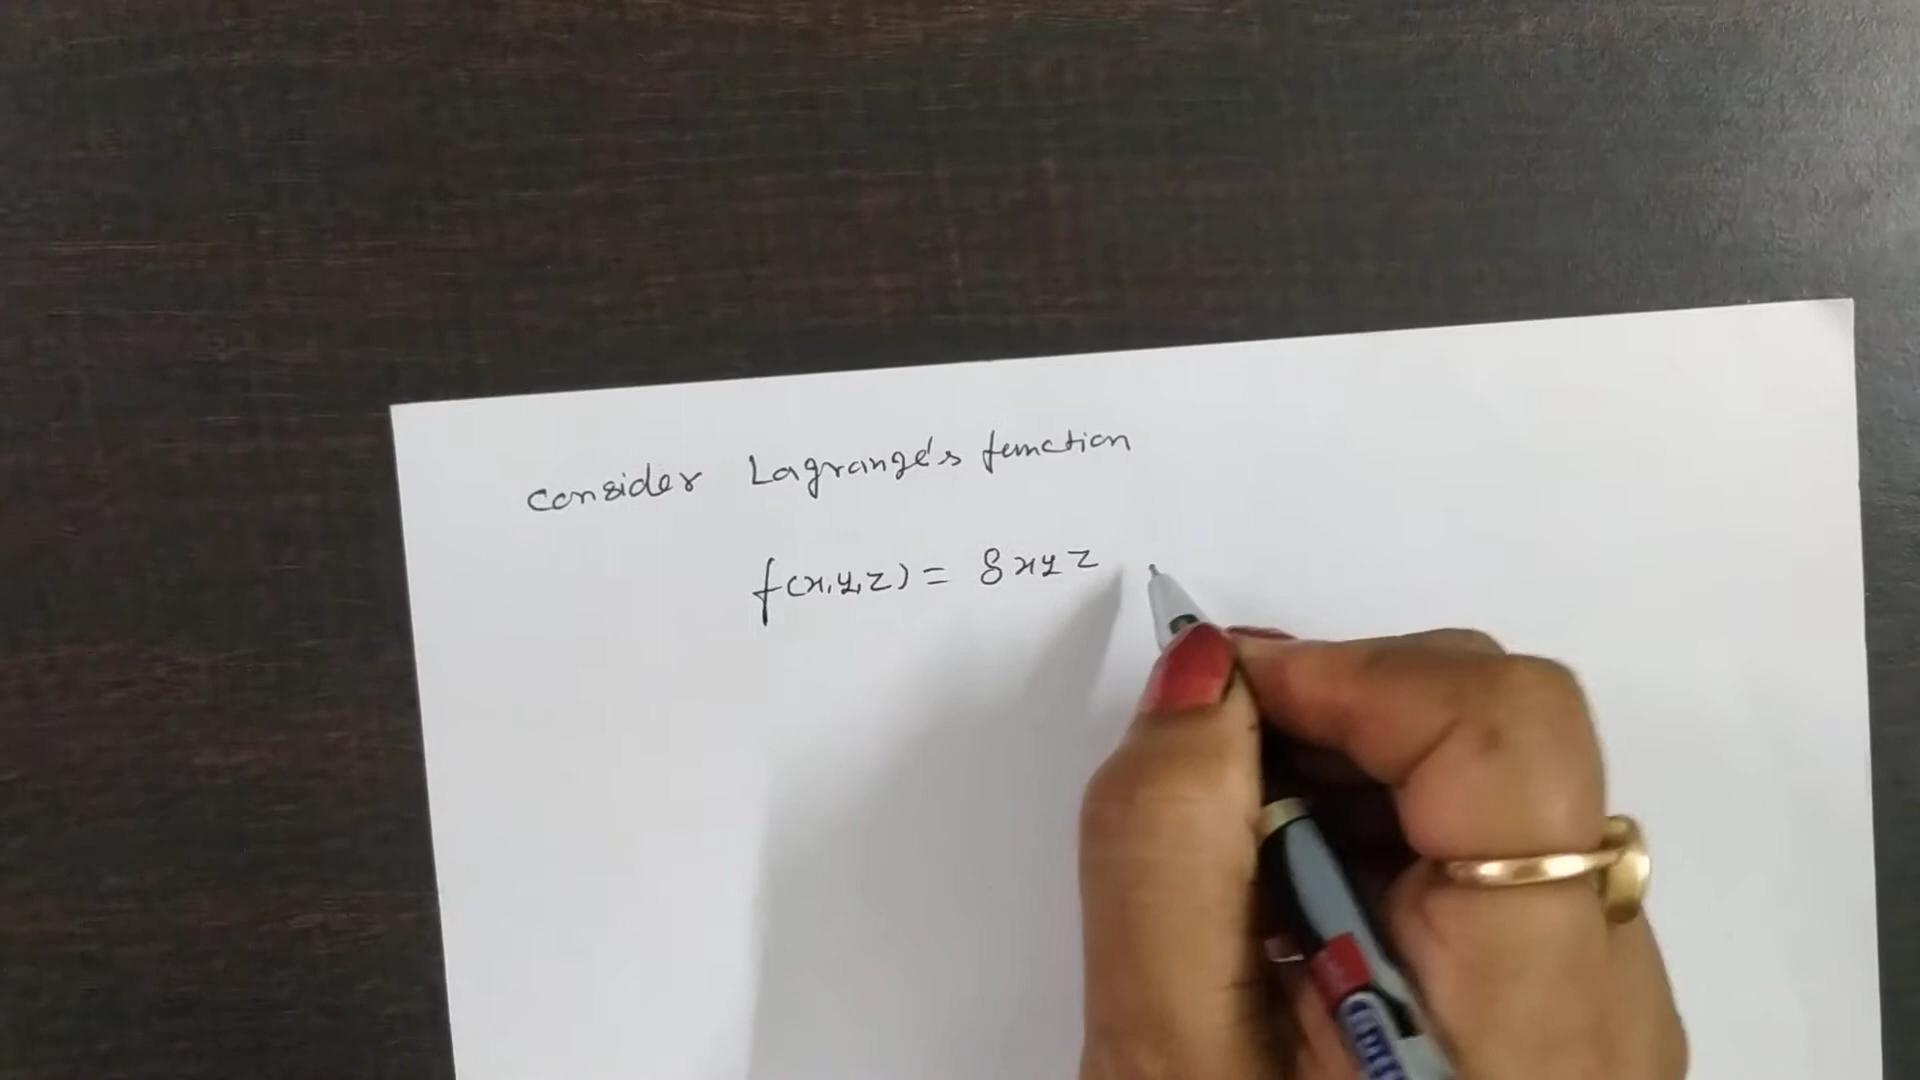 consider Lagrange's function
f(x,y,z) = 8xyz